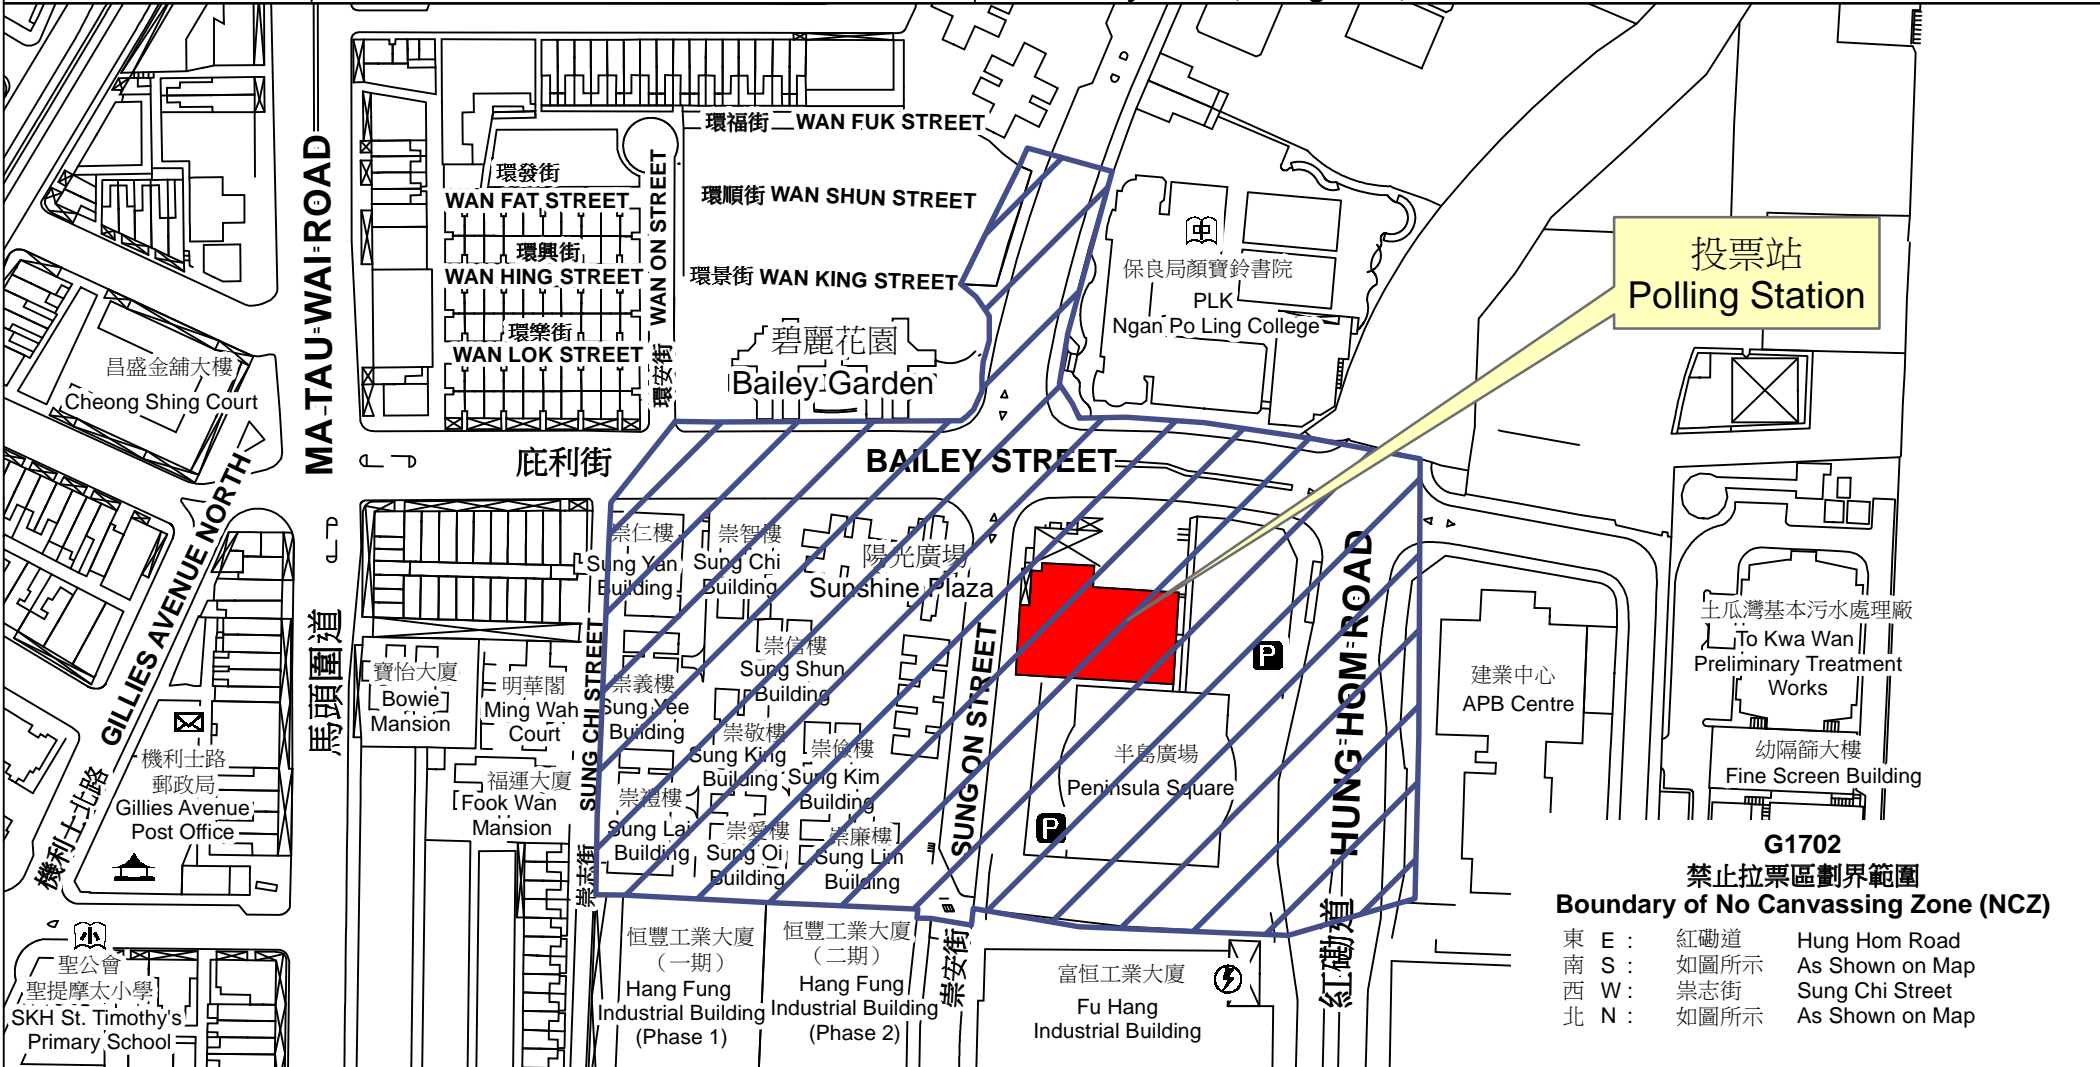 環福街 WAN FUK STREET
環發街
WAN FAT STREET
環順街 WAN SHUN STREET
環興街
WAN HING STREET
環景街 WAN KING STREET
環樂街
WAN LOK STREET
WAN ON STREET
環安街
MA TAU WAI ROAD
馬頭圍道
碧麗花園
Bailey Garden
保良局顏寶鈴書院
PLK
Ngan Po Ling College
投票站
Polling Station
昌盛金舖大樓
Cheong Shing Court
GILLIES AVENUE NORTH
機利士北路
庇利街
BAILEY STREET
崇仁樓
Sung Yan
Building
崇智樓
Sung Chi
Building
陽光廣場
Sunshine Plaza
崇信樓
Sung Shun
Building
崇義樓
Sung Yee
Building
崇敬樓
Sung King
Building
崇儉樓
Sung Kim
Building
崇禮樓
Sung Lai
Building
崇愛樓
Sung Oi
Building
崇廉樓
Sung Lim
Building
SUNG CHI STREET
崇志街
SUNG ON STREET
崇安街
HUNG HOM ROAD
紅磡道
P
P
半島廣場
Peninsula Square
寶怡大廈
Bowie
Mansion
明華閣
Ming Wah
Court
福運大廈
Fook Wan
Mansion
機利士路
郵政局
Gillies Avenue
Post Office
聖公會
聖提摩太小學
SKH St. Timothy's
Primary School
恒豐工業大廈
（一期）
Hang Fung
Industrial Building
(Phase 1)
恒豐工業大廈
（二期）
Hang Fung
Industrial Building
(Phase 2)
富恒工業大廈
Fu Hang
Industrial Building
建業中心
APB Centre
土瓜灣基本污水處理廠
To Kwa Wan
Preliminary Treatment
Works
幼隔篩大樓
Fine Screen Building
G1702
禁止拉票區劃界範圍
Boundary of No Canvassing Zone (NCZ)
東 E : 紅磡道 Hung Hom Road
南 S : 如圖所示 As Shown on Map
西 W : 崇志街 Sung Chi Street
北 N : 如圖所示 As Shown on Map